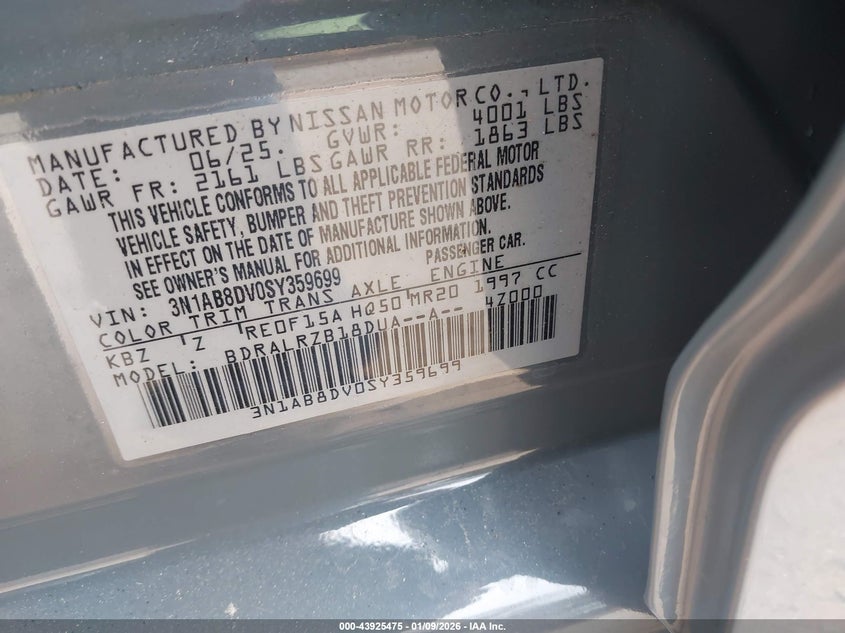 MANUFACTURED BY NISSAN MOTOR CO., LTD.
DATE: 06/25. GVWR: 4001 LBS
GAWR FR: 2161 LBS GAWR RR: 1863 LBS
THIS VEHICLE CONFORMS TO ALL APPLICABLE FEDERAL MOTOR
VEHICLE SAFETY, BUMPER AND THEFT PREVENTION STANDARDS
IN EFFECT ON THE DATE OF MANUFACTURE SHOWN ABOVE.
SEE OWNER'S MANUAL FOR ADDITIONAL INFORMATION.
VIN: 3N1AB8DV0SY359699 PASSENGER CAR.
COLOR TRIM TRANS AXLE ENGINE
KBZ Z RE0F15A HQ50 MR20 1997 CC
MODEL: BDRALRZB18DUA--A-- 4Z000
3N1AB8DV0SY359699
000-43925475 - 01/09/2026 - IAA Inc.